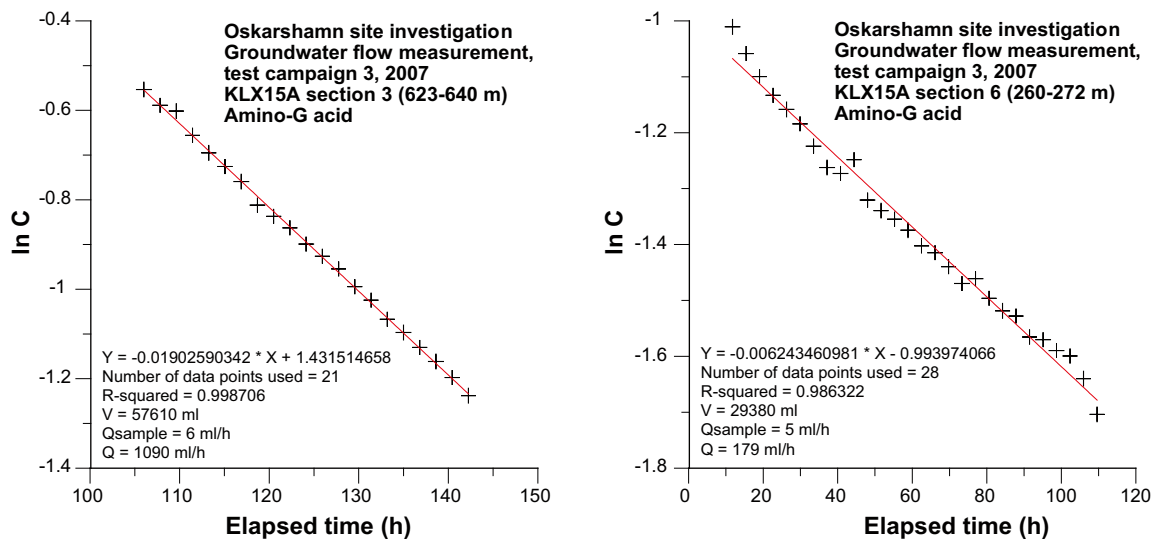 Oskarshamn site investigation
Groundwater flow measurement,
test campaign 3, 2007
KLX15A section 3 (623-640 m)
Amino-G acid
-0.4
-0.6
-0.8
-1
-1.2
-1.4
ln C
Y = -0.01902590342 * X + 1.431514658
Number of data points used = 21
R-squared = 0.998706
V = 57610 ml
Qsample = 6 ml/h
Q = 1090 ml/h
100 110 120 130 140 150
Elapsed time (h)
Oskarshamn site investigation
Groundwater flow measurement,
test campaign 3, 2007
KLX15A section 6 (260-272 m)
Amino-G acid
-1
-1.2
-1.4
-1.6
-1.8
ln C
Y = -0.006243460981 * X - 0.993974066
Number of data points used = 28
R-squared = 0.986322
V = 29380 ml
Qsample = 5 ml/h
Q = 179 ml/h
0 20 40 60 80 100 120
Elapsed time (h)